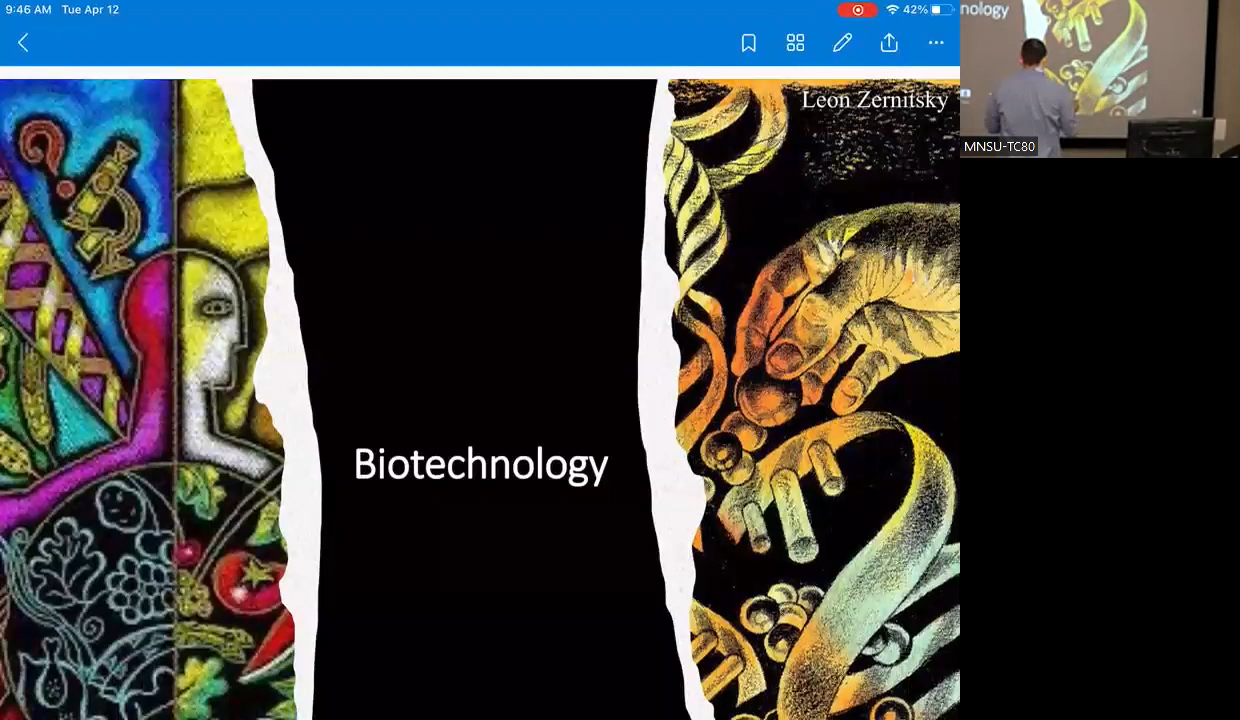 9:46 AM Tue Apr 12
42%
nology
Leon Zernitsky
MNSU-TC80
Biotechnology